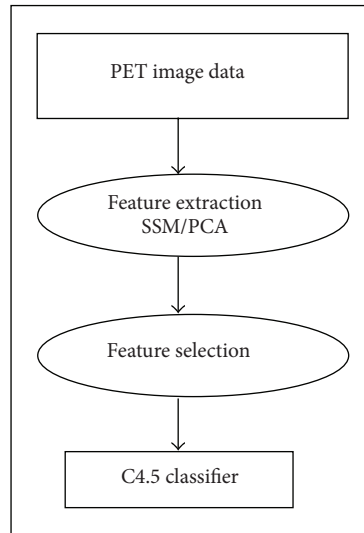 PET image data
Feature extraction
SSM/PCA
Feature selection
C4.5 classifier